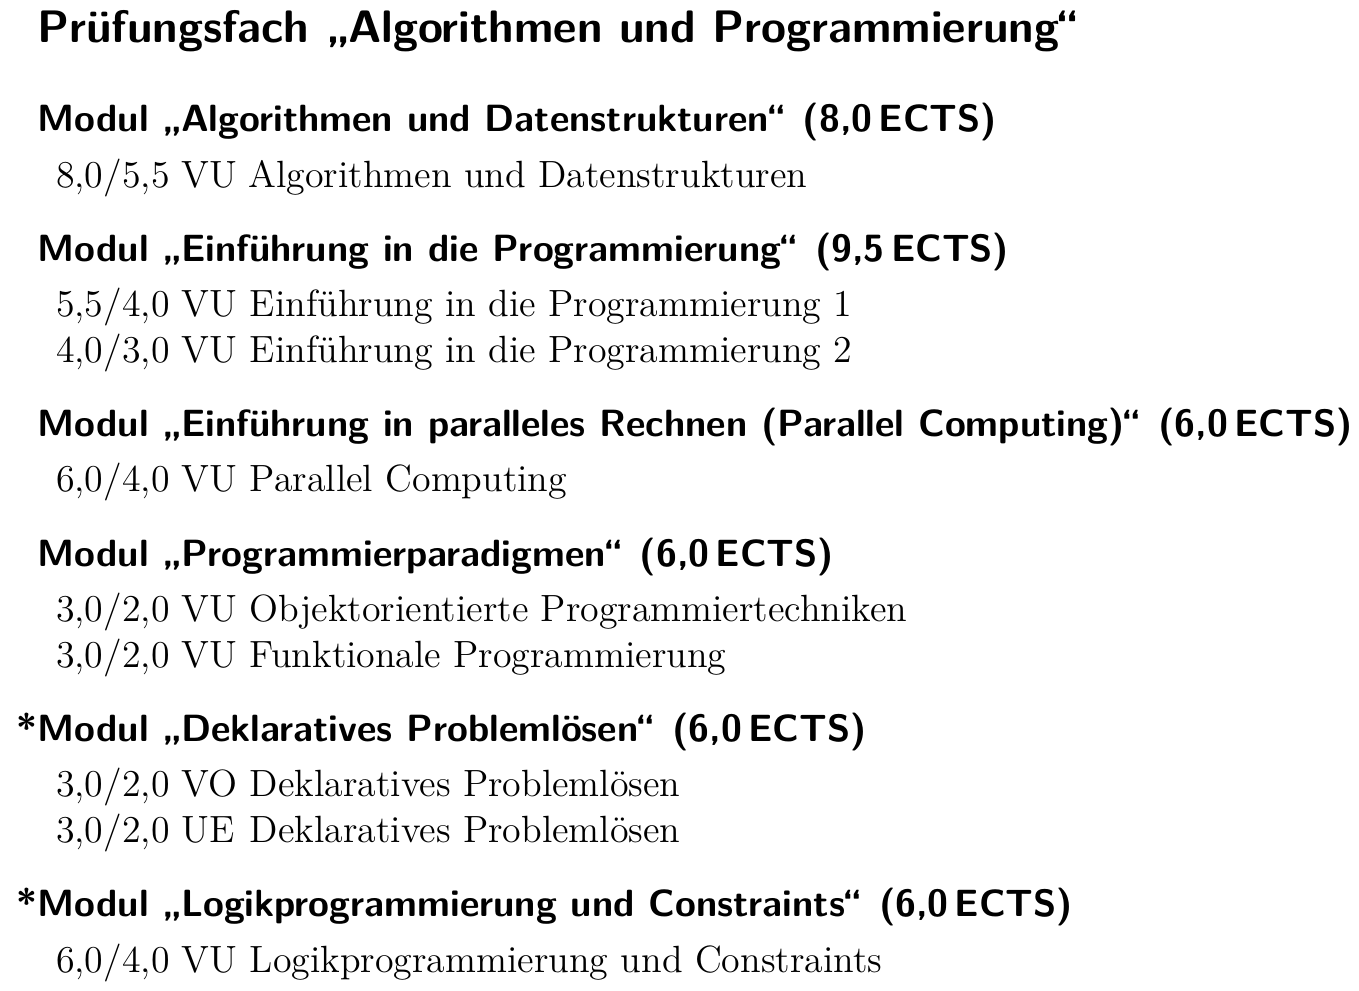 Prüfungsfach „Algorithmen und Programmierung“
Modul „Algorithmen und Datenstrukturen“ (8,0 ECTS)
8,0/5,5 VU Algorithmen und Datenstrukturen
Modul „Einführung in die Programmierung“ (9,5 ECTS)
5,5/4,0 VU Einführung in die Programmierung 1
4,0/3,0 VU Einführung in die Programmierung 2
Modul „Einführung in paralleles Rechnen (Parallel Computing)“ (6,0 ECTS)
6,0/4,0 VU Parallel Computing
Modul „Programmierparadigmen“ (6,0 ECTS)
3,0/2,0 VU Objektorientierte Programmiertechniken
3,0/2,0 VU Funktionale Programmierung
*Modul „Deklaratives Problemlösen“ (6,0 ECTS)
3,0/2,0 VO Deklaratives Problemlösen
3,0/2,0 UE Deklaratives Problemlösen
*Modul „Logikprogrammierung und Constraints“ (6,0 ECTS)
6,0/4,0 VU Logikprogrammierung und Constraints